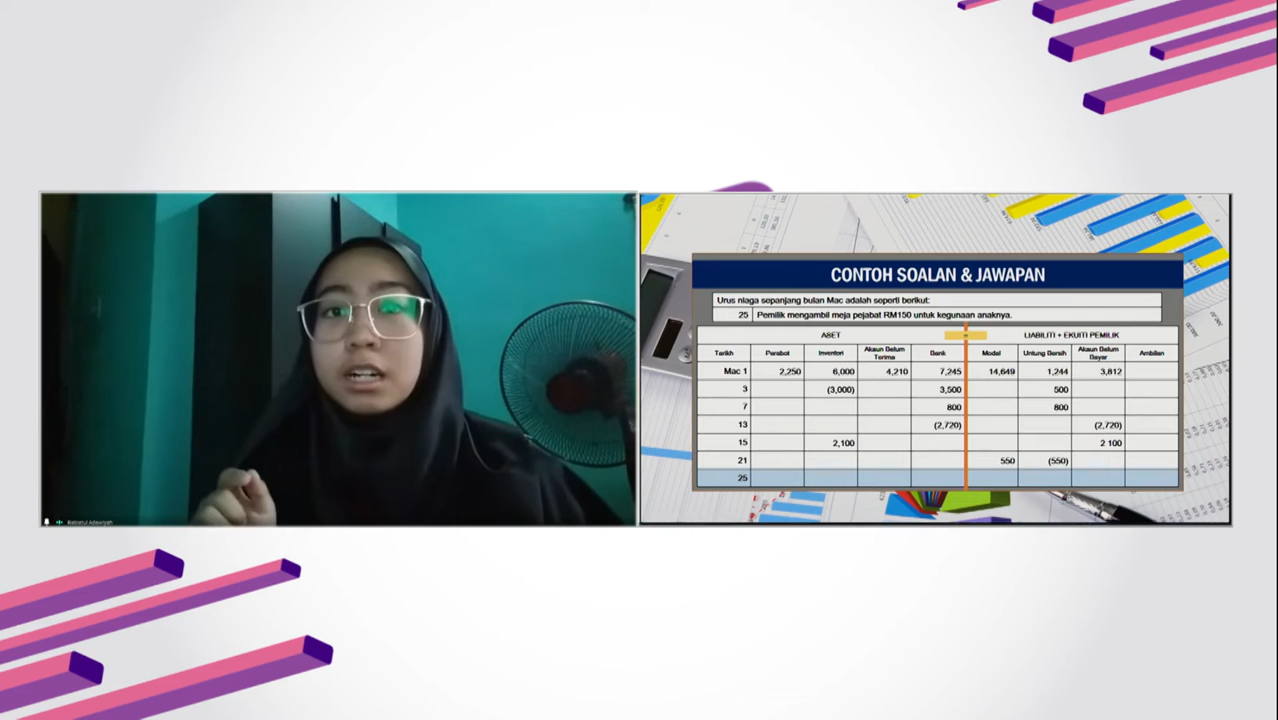 CONTOH SOALAN & JAWAPAN
Urus niaga sepanjang bulan Mac adalah seperti berikut:
25 Pemilik mengambil meja pejabat RM150 untuk kegunaan anaknya.
ASET = LIABILITI + EKUITI PEMILIK
Tarikh Perabot Inventori Akaun Belum Terima Bank Modal Untung Bersih Akaun Belum Bayar Ambilan
Mac 1 2,250 6,000 4,210 7,245 14,649 1,244 3,812
3 (3,000) 3,500 500
7 800 800
13 (2,720) (2,720)
15 2,100 2 100
21 550 (550)
25